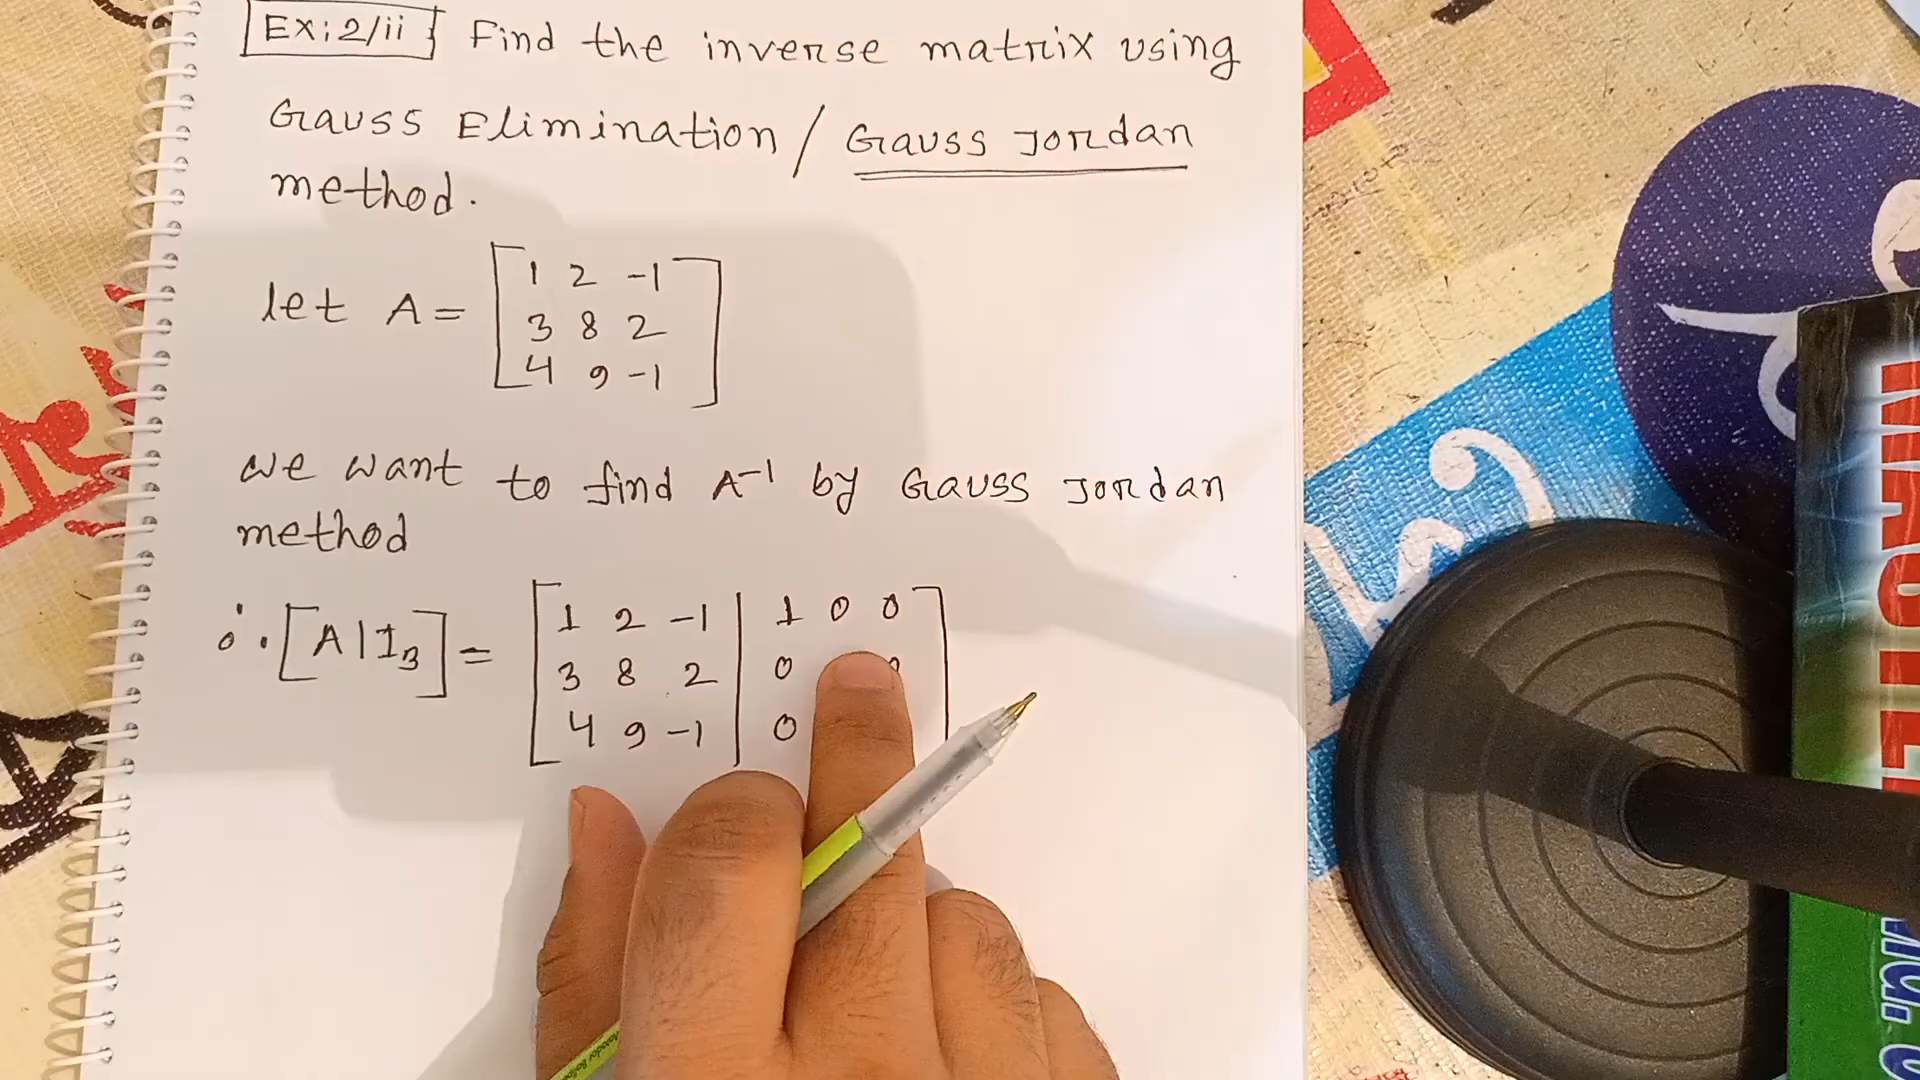 Ex: 2/ii Find the inverse matrix using
Gauss Elimination / Gauss Jordan
method.
let A = [1 2 -1
3 8 2
4 9 -1]
we want to find A⁻¹ by Gauss Jordan
method
∴ [A|I₃] = [1 2 -1 | 1 0 0
3 8 2 | 0
4 9 -1 | 0 ]